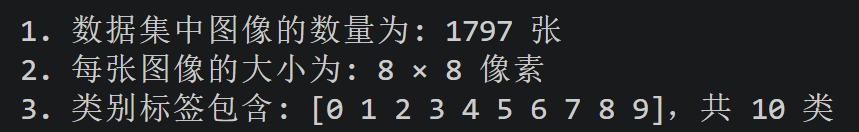 1. 数据集中图像的数量为: 1797 张
2. 每张图像的大小为: 8 × 8 像素
3. 类别标签包含: [0 1 2 3 4 5 6 7 8 9], 共 10 类